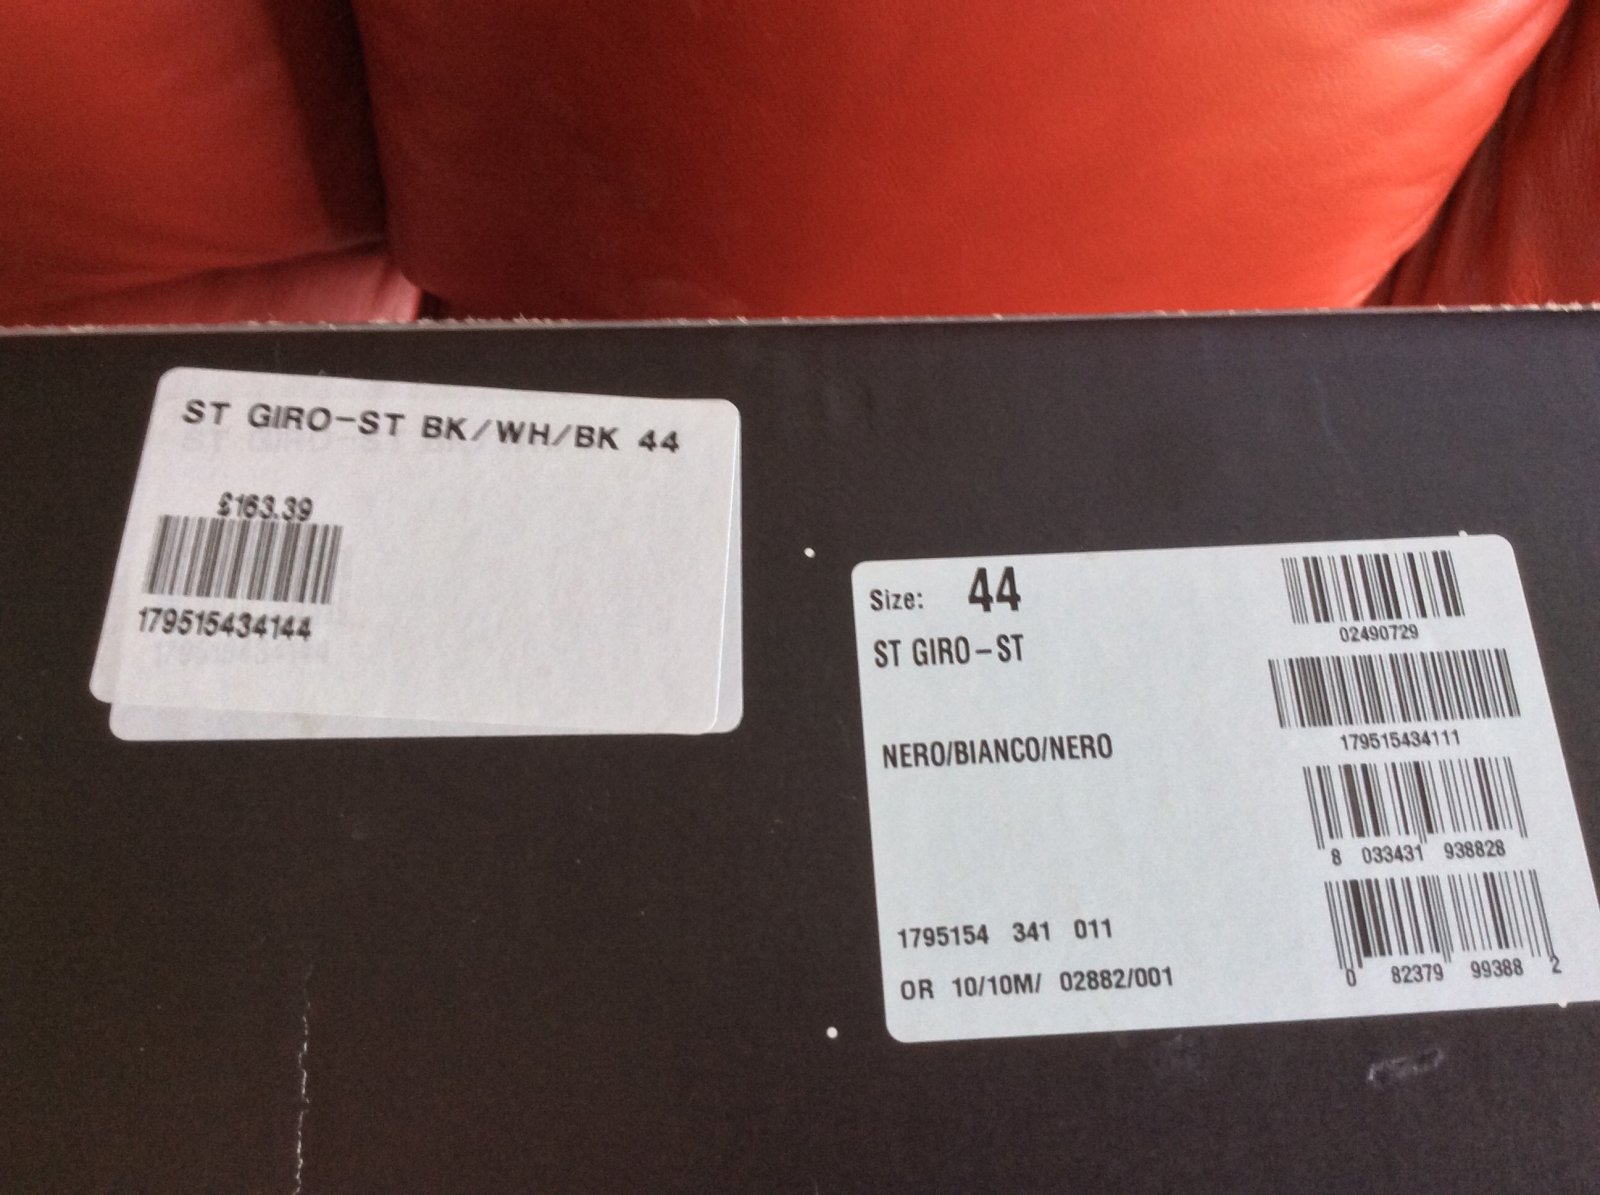 ST GIRO-ST BK/WH/BK 44
£163.39
179515434144
Size: 44
ST GIRO-ST
NERO/BIANCO/NERO
1795154 341 011
OR 10/10M/ 02882/001
02490729
179515434111
8 033431 938828
0 82379 99388 2